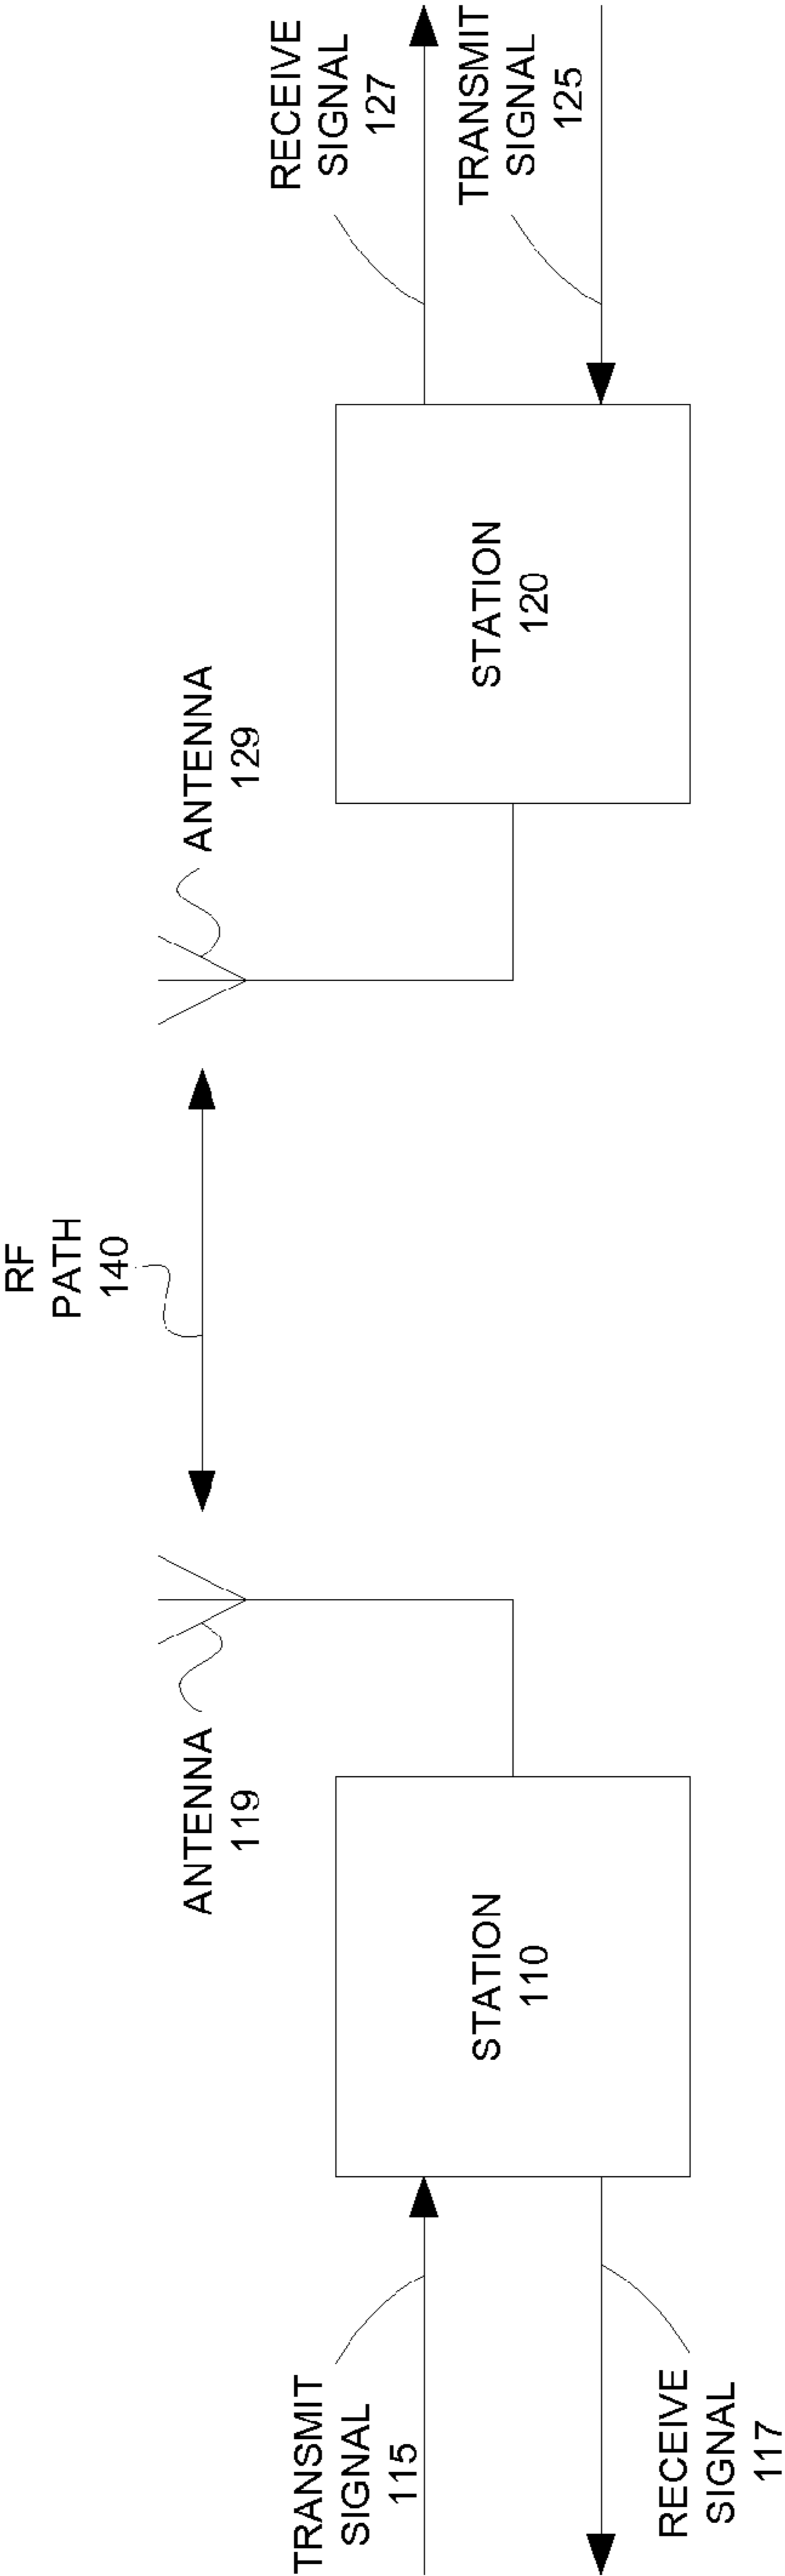 RF
PATH
140
ANTENNA
119
ANTENNA
129
TRANSMIT
SIGNAL
115
STATION
110
STATION
120
RECEIVE
SIGNAL
127
RECEIVE
SIGNAL
117
TRANSMIT
SIGNAL
125